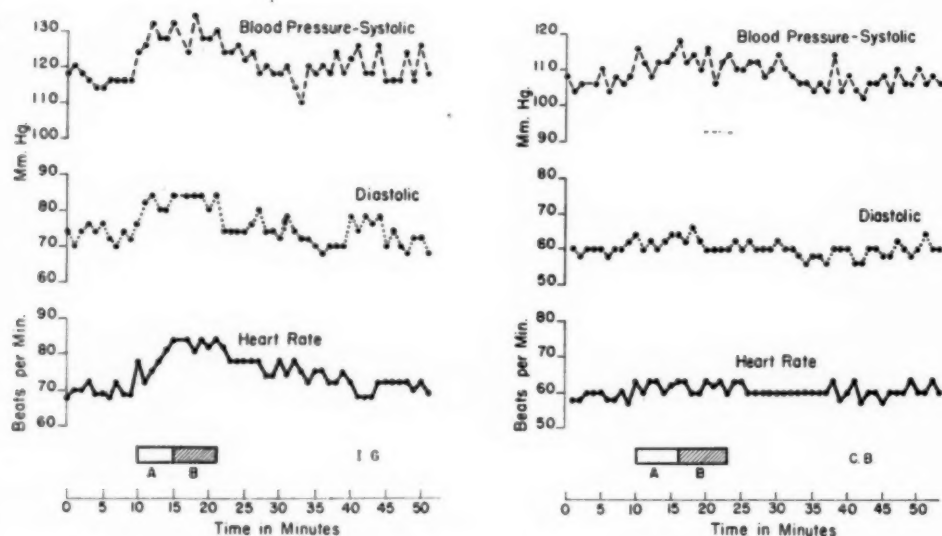 Blood Pressure-Systolic
130
120
110
100
Mm. Hg.
Diastolic
90
80
70
60
Heart Rate
90
80
70
60
Beats per Min.
A B
I G
0 5 10 15 20 25 30 35 40 45 50
Time in Minutes
Blood Pressure-Systolic
120
110
100
90
Mm. Hg.
Diastolic
80
70
60
50
Heart Rate
80
70
60
50
Beats per Min.
A B
C.B
0 5 10 15 20 25 30 35 40 45 50
Time in Minutes